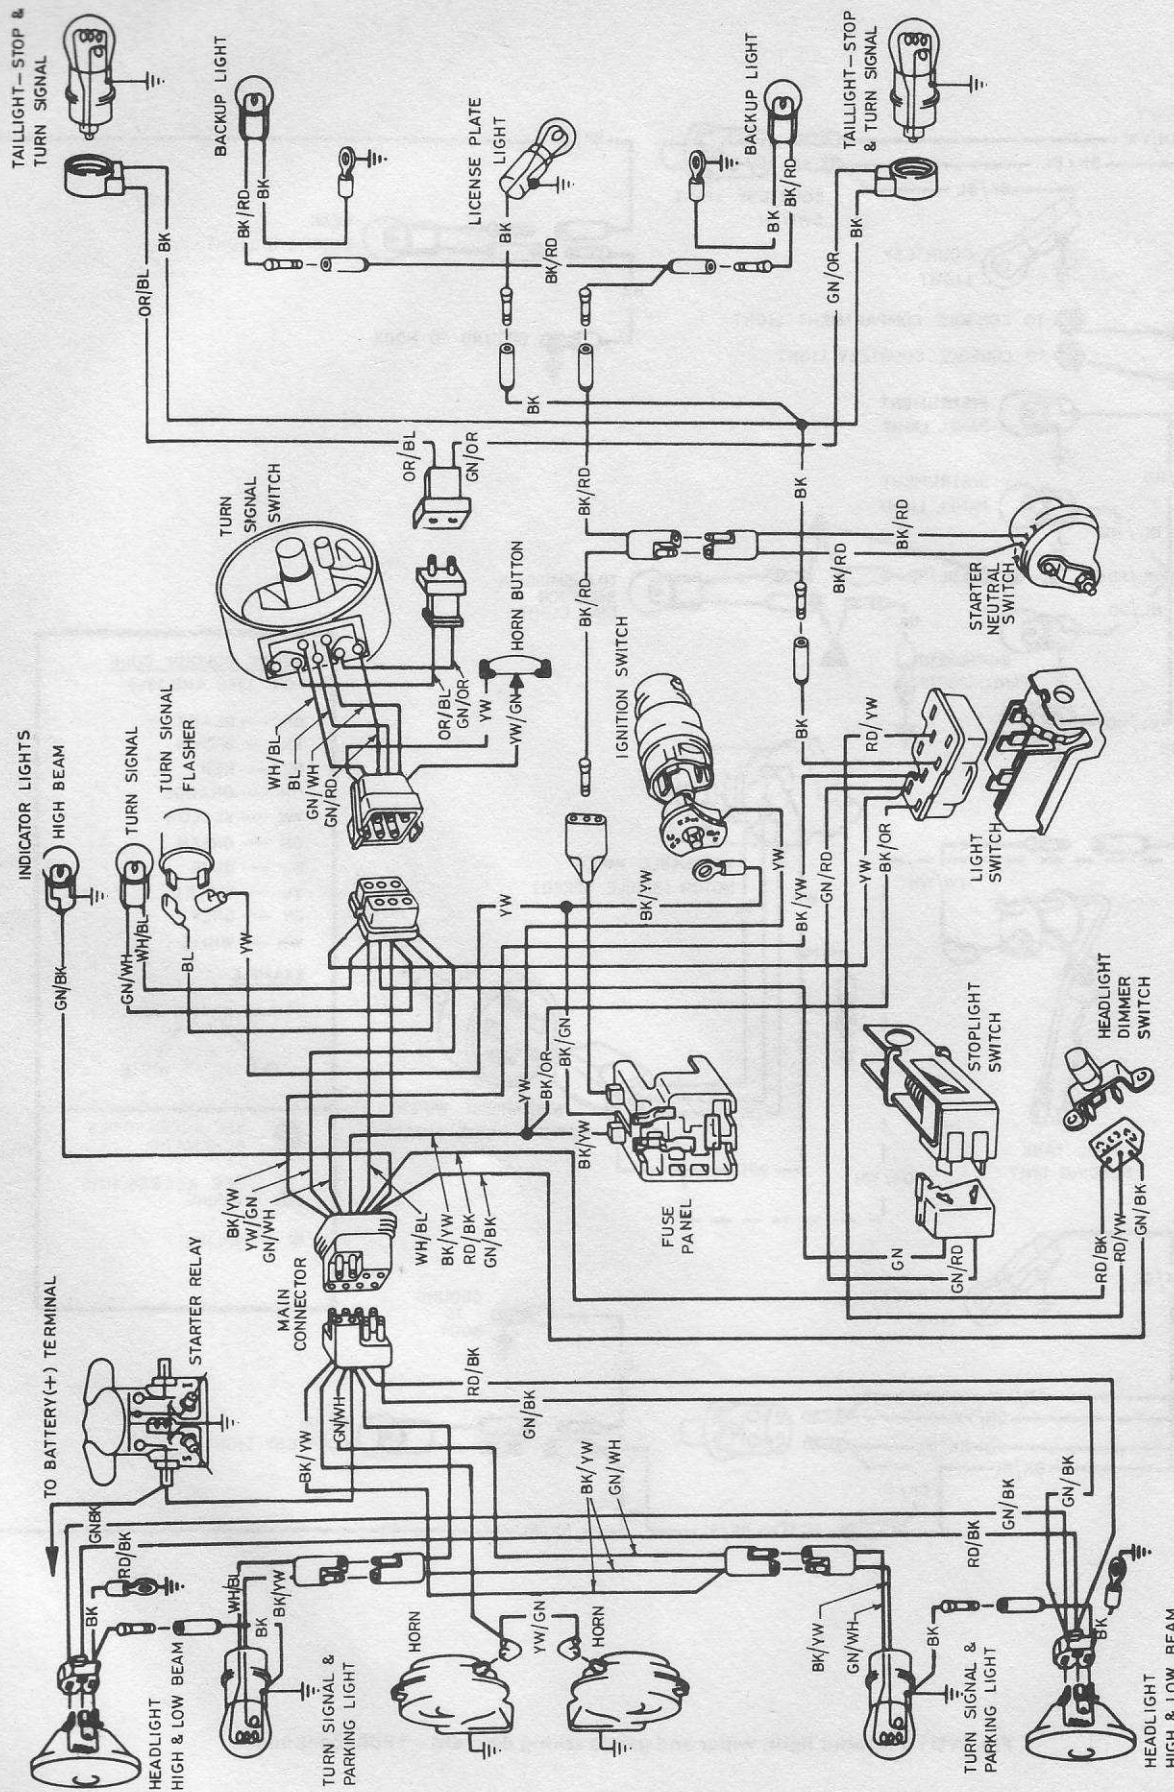 TAILLIGHT—STOP &
TURN SIGNAL
BACKUP LIGHT
LICENSE PLATE
LIGHT
BACKUP LIGHT
TAILLIGHT—STOP
& TURN SIGNAL
BK/RD
BK
BK
BK/RD
BK
BK/RD
OR/BL
BK
GN/OR
BK
BK
TURN
SIGNAL
SWITCH
OR/BL
GN/OR
BK/RD
BK
BK/RD
BK/RD
STARTER
NEUTRAL
SWITCH
BK/RD
HORN BUTTON
OR/BL
GN/OR
YW
YW/GN
IGNITION SWITCH
INDICATOR LIGHTS
HIGH BEAM
TURN SIGNAL
TURN SIGNAL
FLASHER
WH/BL
BL
GN/WH
GN/RD
BK
RD/YW
LIGHT
SWITCH
GN/BK
GN/WH
WH/BL
BL
YW
YW
BK/YW
YW
BK/YW
GN/RD
YW
BK/OR
YW
BK/OR
BK/GN
BK/YW
FUSE
PANEL
STOPLIGHT
SWITCH
HEADLIGHT
DIMMER
SWITCH
BK/YW
YW/GN
GN/WH
WH/BL
BK/YW
RD/BK
GN/BK
GN
GN/RD
RD/BK
RD/YW
GN/BK
TO BATTERY(+) TERMINAL
STARTER RELAY
S
I
MAIN
CONNECTOR
BK/YW
GN/WH
RD/BK
GN/BK
BK/YW
GN/WH
GN/BK
GN/BK
RD/BK
GNBK
RD/BK
BK
WH/BL
BK
BK/YW
HORN
YW/GN
HORN
BK/YW
GN/WH
BK
BK
HEADLIGHT
HIGH & LOW BEAM
TURN SIGNAL &
PARKING LIGHT
TURN SIGNAL &
PARKING LIGHT
HEADLIGHT
HIGH & LOW BEAM